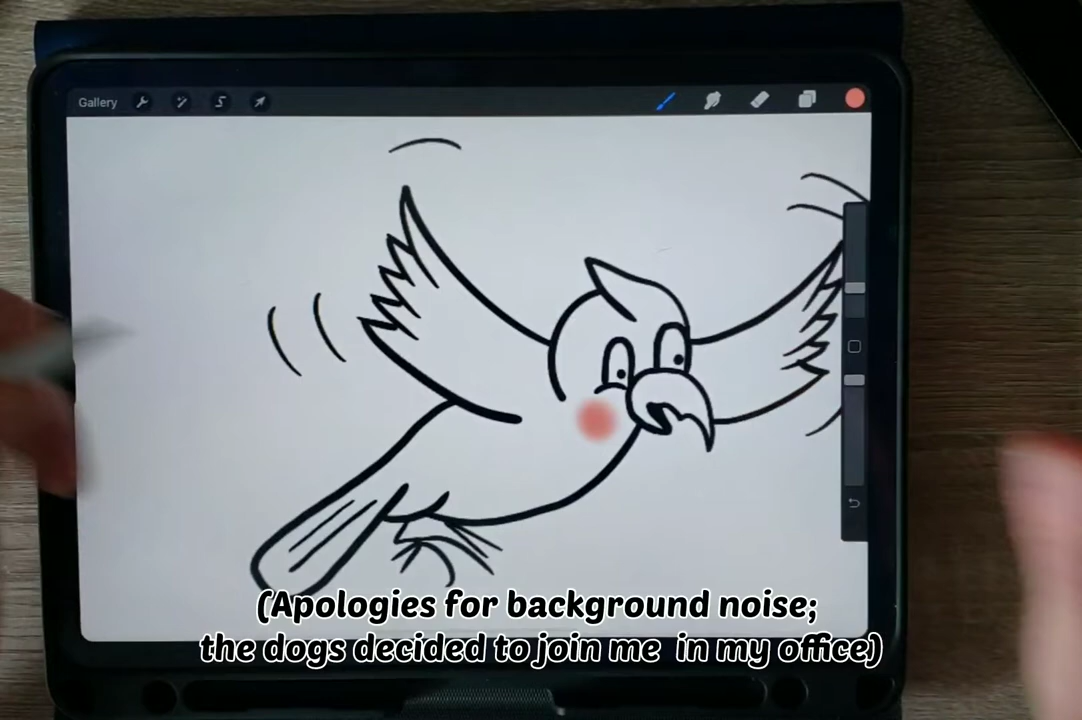 Gallery
(Apologies for background noise;
the dogs decided to join me in my office)